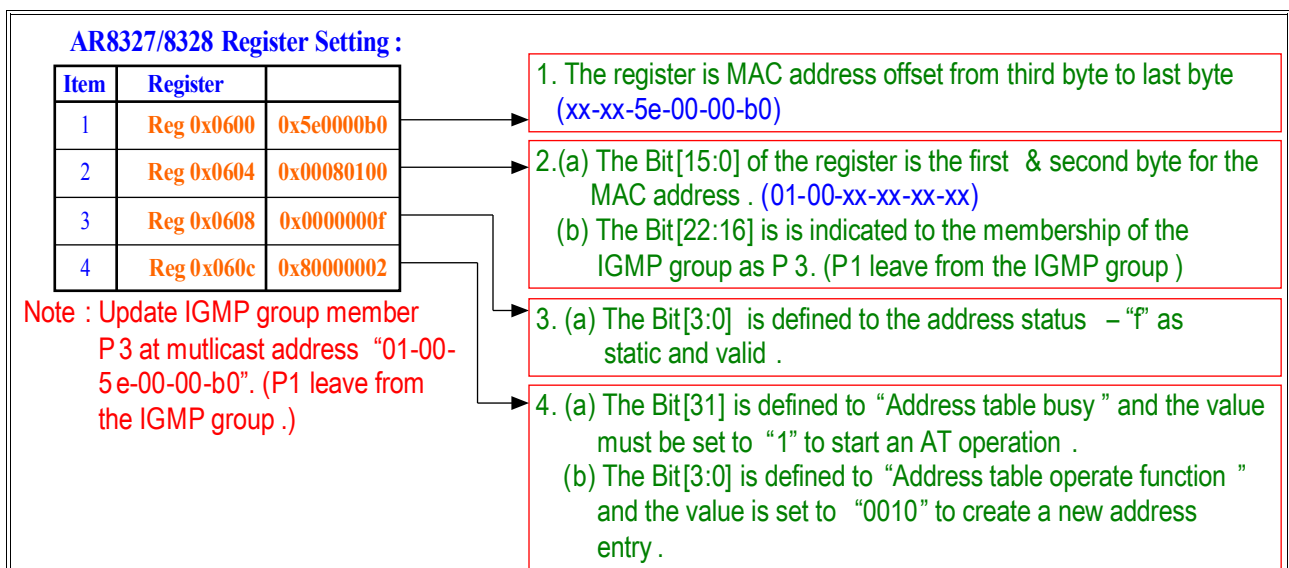 AR8327/8328 Register Setting :
Item Register
1 Reg 0x0600 0x5e0000b0
2 Reg 0x0604 0x00080100
3 Reg 0x0608 0x0000000f
4 Reg 0x060c 0x80000002
Note : Update IGMP group member
P3 at mutlicast address “01-00-
5e-00-00-b0”. (P1 leave from
the IGMP group .)
1. The register is MAC address offset from third byte to last byte
(xx-xx-5e-00-00-b0)
2.(a) The Bit[15:0] of the register is the first & second byte for the
MAC address . (01-00-xx-xx-xx-xx)
(b) The Bit[22:16] is is indicated to the membership of the
IGMP group as P 3. (P1 leave from the IGMP group )
3. (a) The Bit[3:0] is defined to the address status – “f” as
static and valid .
4. (a) The Bit[31] is defined to “Address table busy ” and the value
must be set to “1” to start an AT operation .
(b) The Bit[3:0] is defined to “Address table operate function ”
and the value is set to “0010” to create a new address
entry .